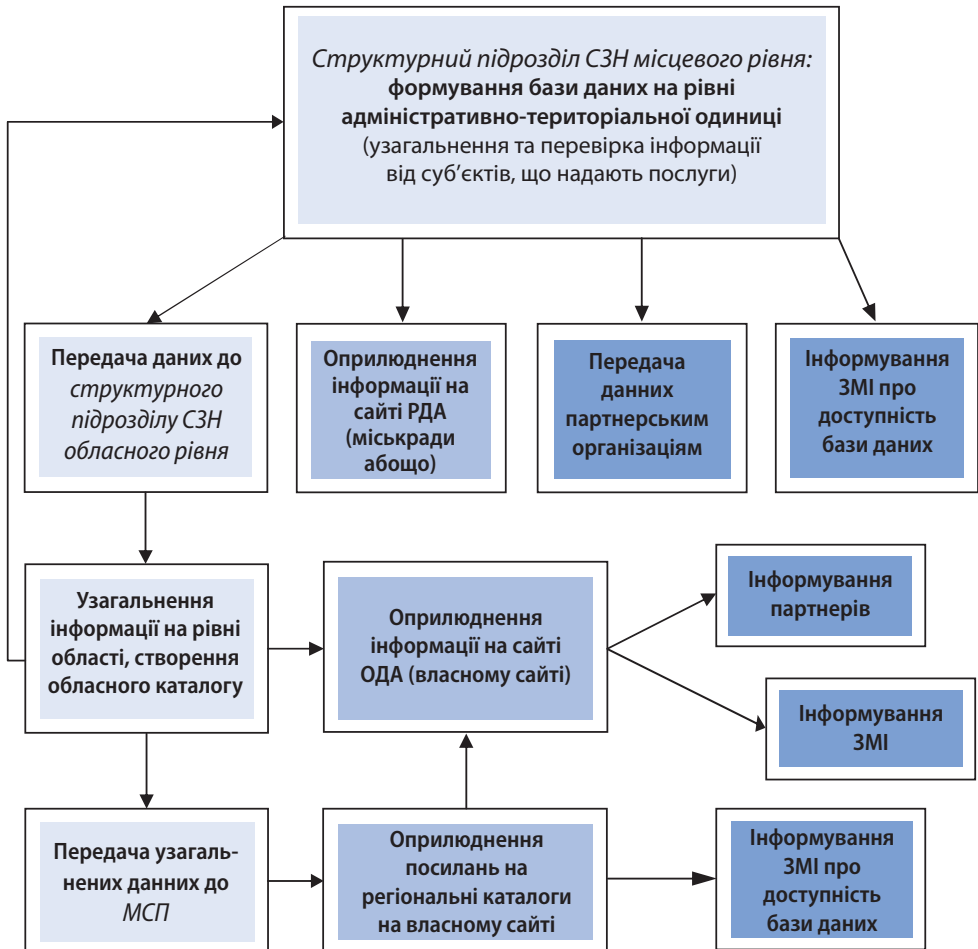 Структурний підрозділ СЗН місцевого рівня:
формування бази даних на рівні
адміністративно-територіальної одиниці
(узагальнення та перевірка інформації
від суб’єктів, що надають послуги)
Передача даних до
структурного
підрозділу СЗН
обласного рівня
Оприлюднення
інформації на
сайті РДА
(міськради
абощо)
Передача
данних
партнерським
організаціям
Інформування
ЗМІ про
доступність
бази даних
Узагальнення
інформації на рівні
області, створення
обласного каталогу
Оприлюднення
інформації на сайті
ОДА (власному сайті)
Інформування
партнерів
Інформування
ЗМІ
Передача узагаль-
нених данних до
МСП
Оприлюднення
посилань на
регіональні каталоги
на власному сайті
Інформування
ЗМІ про
доступність
бази даних